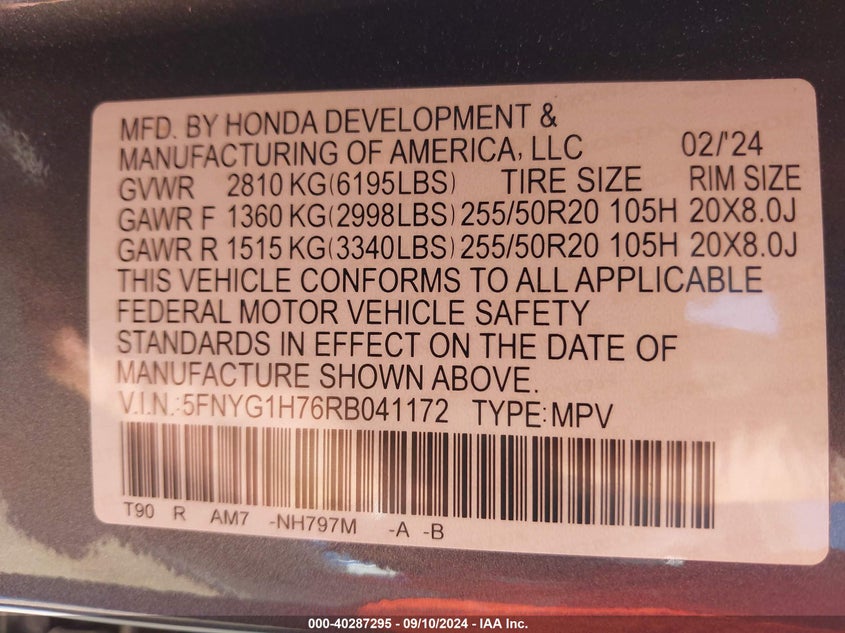 MFD. BY HONDA DEVELOPMENT &
MANUFACTURING OF AMERICA, LLC 02/'24
GVWR 2810 KG(6195LBS) TIRE SIZE RIM SIZE
GAWR F 1360 KG(2998LBS) 255/50R20 105H 20X8.0J
GAWR R 1515 KG(3340LBS) 255/50R20 105H 20X8.0J
THIS VEHICLE CONFORMS TO ALL APPLICABLE
FEDERAL MOTOR VEHICLE SAFETY
STANDARDS IN EFFECT ON THE DATE OF
MANUFACTURE SHOWN ABOVE.
V.I.N.:5FNYG1H76RB041172 TYPE:MPV
T90 R AM7 -NH797M -A -B
000-40287295 - 09/10/2024 - IAA Inc.